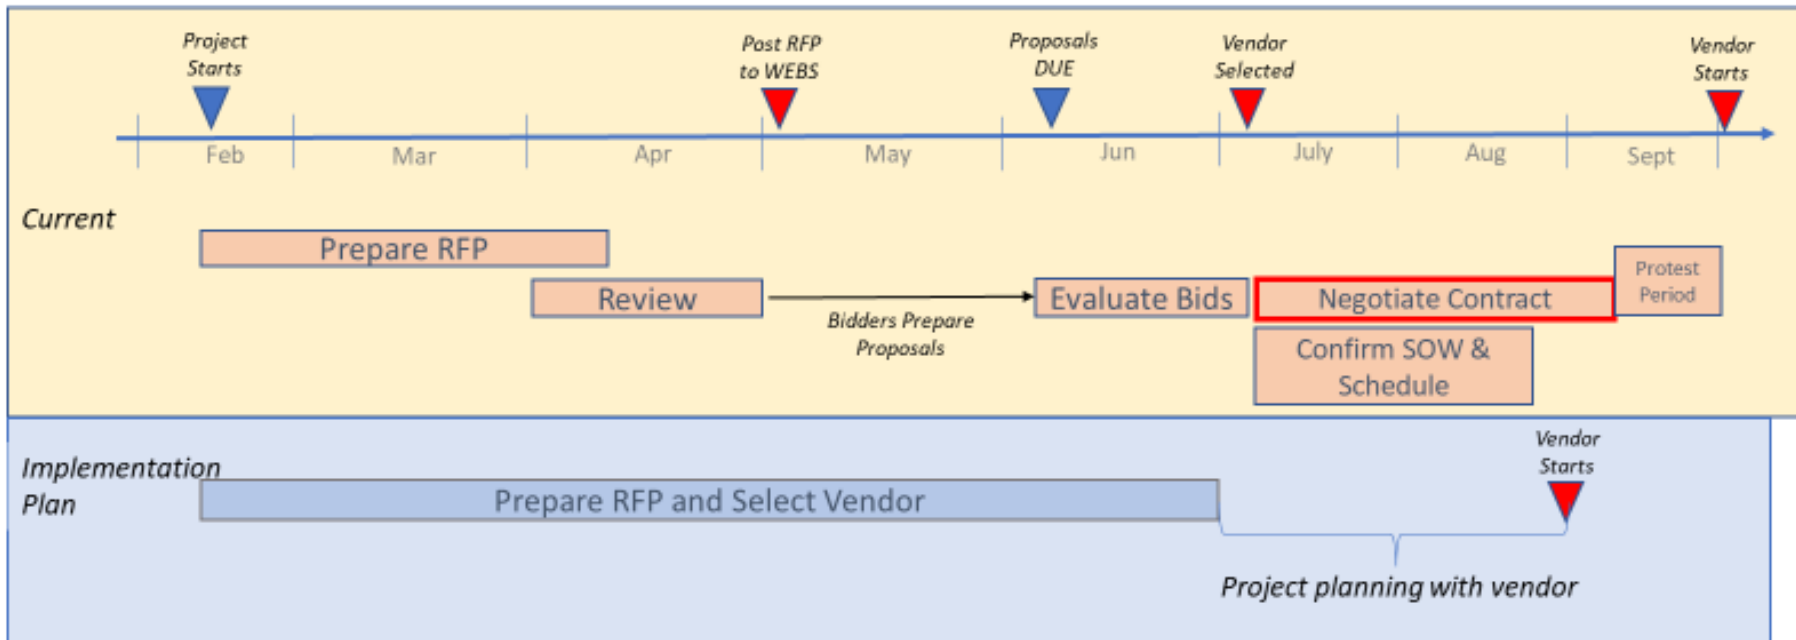 Project
Starts
Post RFP
to WEBS
Proposals
DUE
Vendor
Selected
Vendor
Starts
Feb
Mar
Apr
May
Jun
July
Aug
Sept
Current
Prepare RFP
Review
Bidders Prepare
Proposals
Evaluate Bids
Negotiate Contract
Protest
Period
Confirm SOW &
Schedule
Implementation
Plan
Prepare RFP and Select Vendor
Vendor
Starts
Project planning with vendor